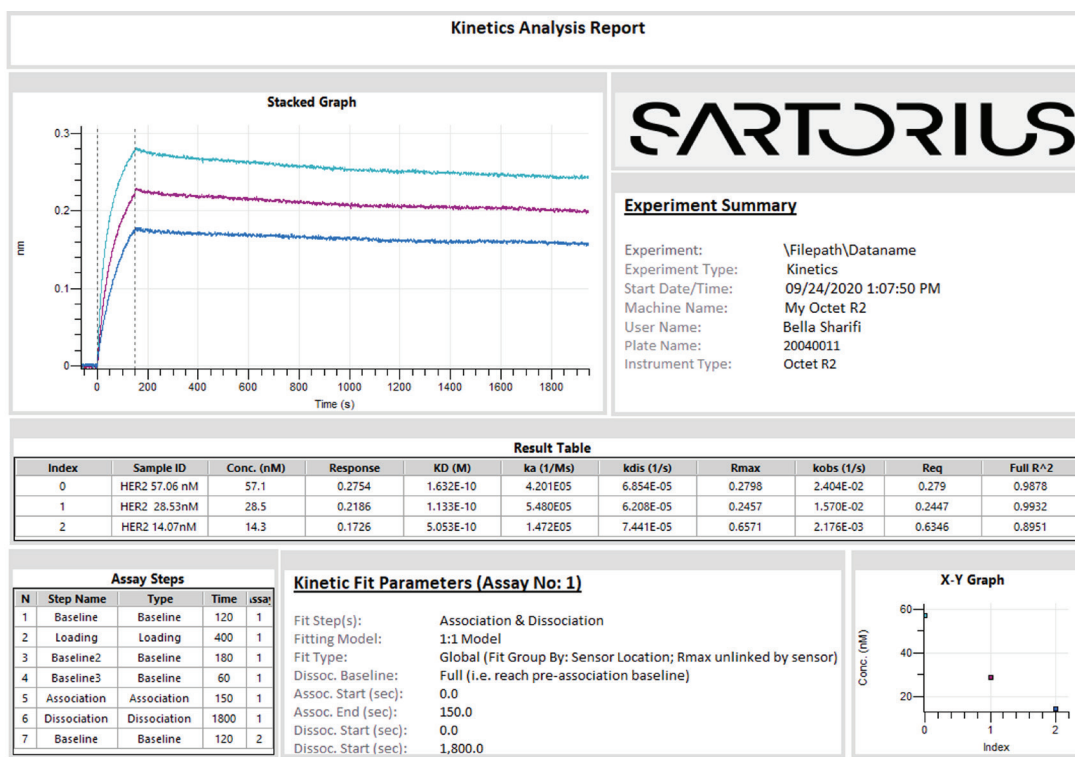 Kinetics Analysis Report
Stacked Graph
0.3
0.2
0.1
0
nm
0 200 400 600 800 1000 1200 1400 1600 1800
Time (s)
SARTORIUS
Experiment Summary
Experiment: \Filepath\Dataname
Experiment Type: Kinetics
Start Date/Time: 09/24/2020 1:07:50 PM
Machine Name: My Octet R2
User Name: Bella Sharifi
Plate Name: 20040011
Instrument Type: Octet R2
Result Table
Index Sample ID Conc. (nM) Response KD (M) ka (1/Ms) kdis (1/s) Rmax kobs (1/s) Req Full R^2
0 HER2 57.06 nM 57.1 0.2754 1.632E-10 4.201E05 6.854E-05 0.2798 2.404E-02 0.279 0.9878
1 HER2 28.53nM 28.5 0.2186 1.133E-10 5.480E05 6.208E-05 0.2457 1.570E-02 0.2447 0.9932
2 HER2 14.07nM 14.3 0.1726 5.053E-10 1.472E05 7.441E-05 0.6571 2.176E-03 0.6346 0.8951
Assay Steps
N Step Name Type Time Assay
1 Baseline Baseline 120 1
2 Loading Loading 400 1
3 Baseline2 Baseline 180 1
4 Baseline3 Baseline 60 1
5 Association Association 150 1
6 Dissociation Dissociation 1800 1
7 Baseline Baseline 120 2
Kinetic Fit Parameters (Assay No: 1)
Fit Step(s): Association & Dissociation
Fitting Model: 1:1 Model
Fit Type: Global (Fit Group By: Sensor Location; Rmax unlinked by sensor)
Dissoc. Baseline: Full (i.e. reach pre-association baseline)
Assoc. Start (sec): 0.0
Assoc. End (sec): 150.0
Dissoc. Start (sec): 0.0
Dissoc. Start (sec): 1,800.0
X-Y Graph
60
40
20
Conc. (nM)
0 1 2
Index